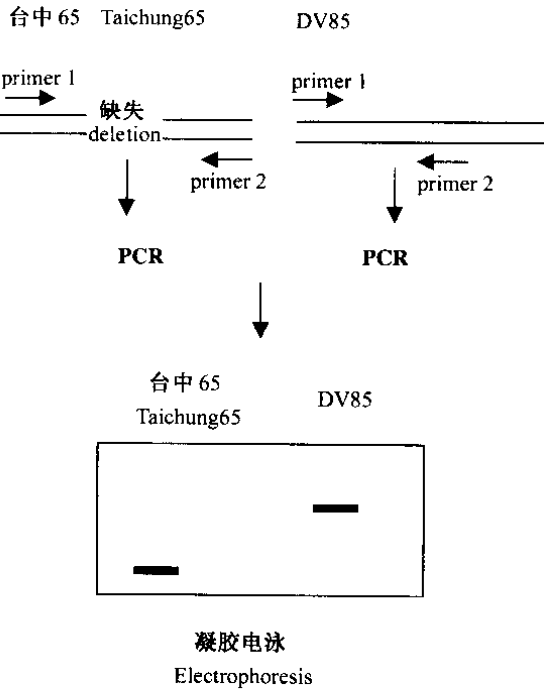 台中 65 Taichung65 DV85
primer 1 primer 1
缺失
deletion
primer 2 primer 2
PCR PCR
台中 65 DV85
Taichung65
凝胶电泳
Electrophoresis